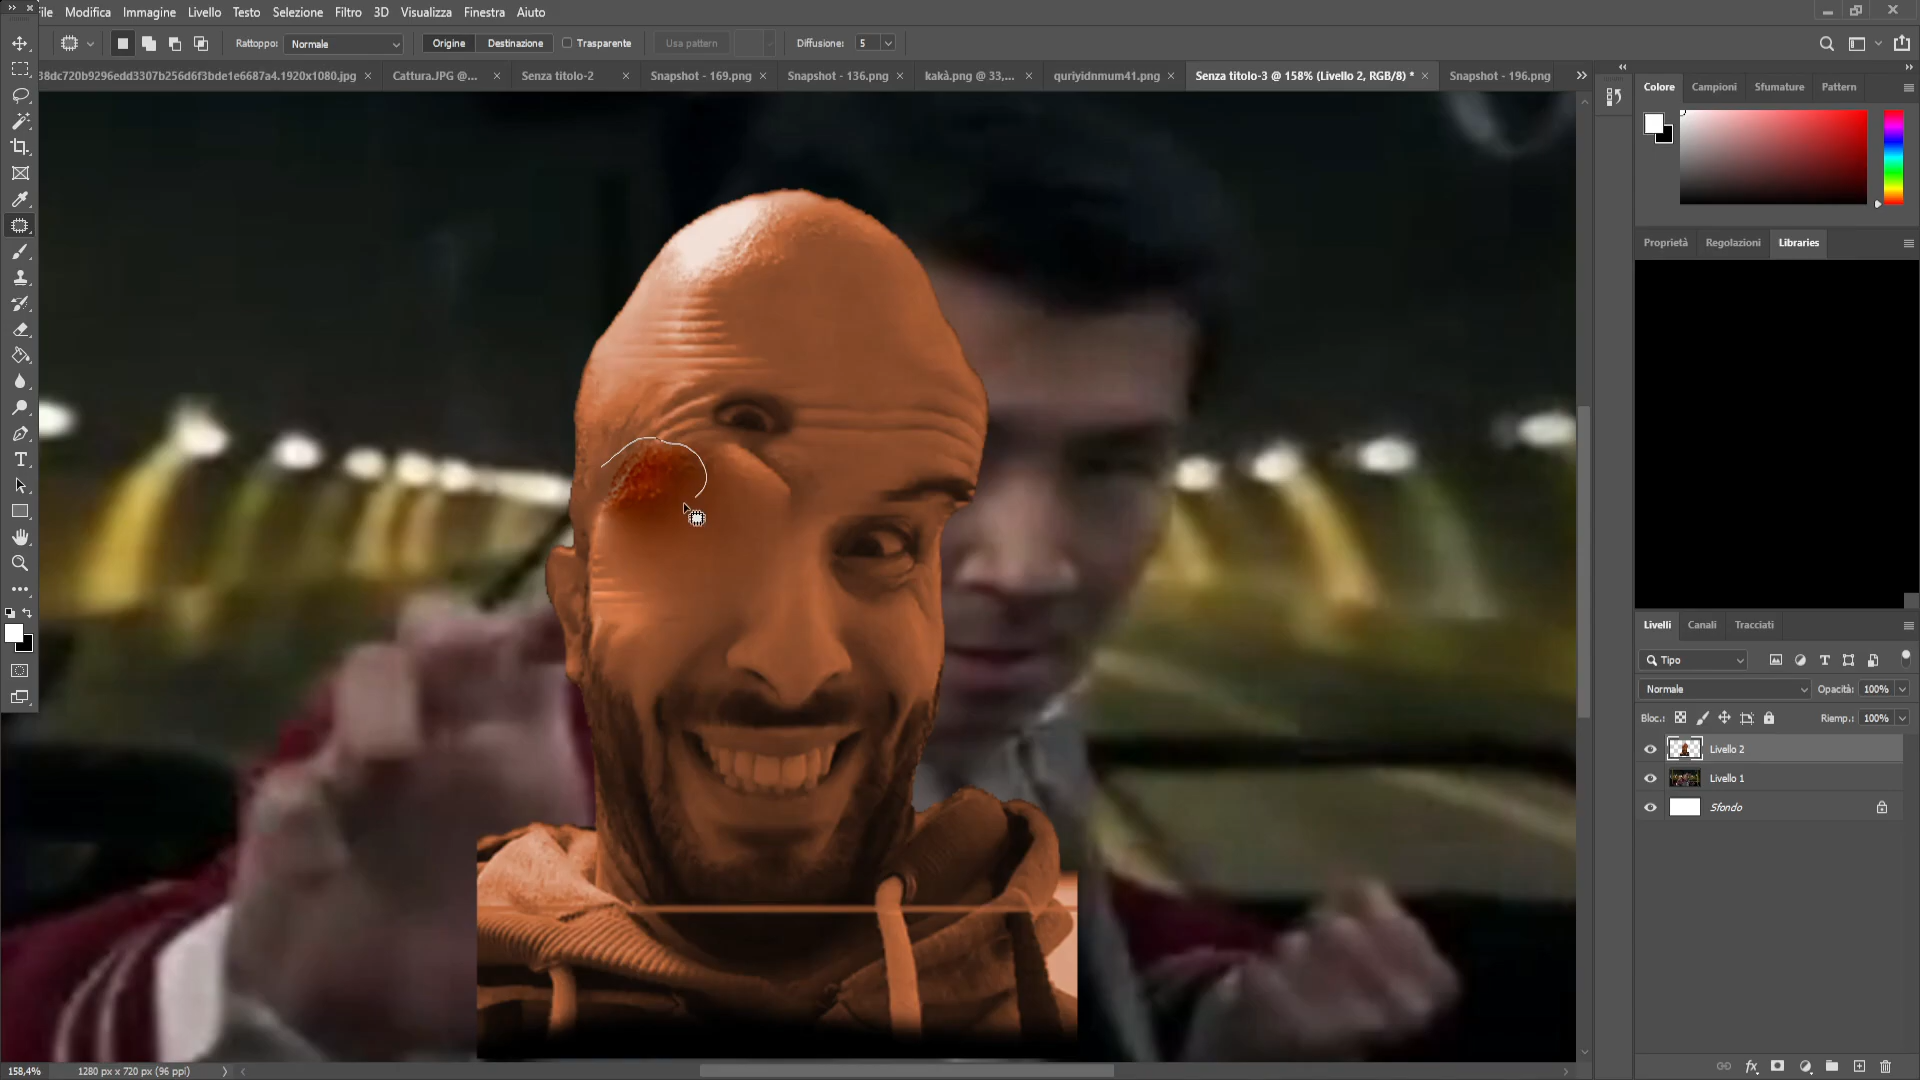 File Modifica Immagine Livello Testo Selezione Filtro 3D Visualizza Finestra Aiuto
Rattoppo: Normale Origine Destinazione Trasparente Usa pattern Diffusione: 5
38dc720b9296edd3307b256d6f3bde1e6687a4.1920x1080.jpg Cattura.JPG @... Senza titolo-2 Snapshot - 169.png Snapshot - 136.png kakà.png @ 33,... quriyidnmum41.png Senza titolo-3 @ 158% (Livello 2, RGB/8) * Snapshot - 196.png
Colore Campioni Sfumature Pattern
Proprietà Regolazioni Libraries
Livelli Canali Tracciati
Tipo
Normale Opacità: 100%
Bloc.: Riemp.: 100%
Livello 2
Livello 1
Sfondo
158,4% 1280 px x 720 px (96 ppi)